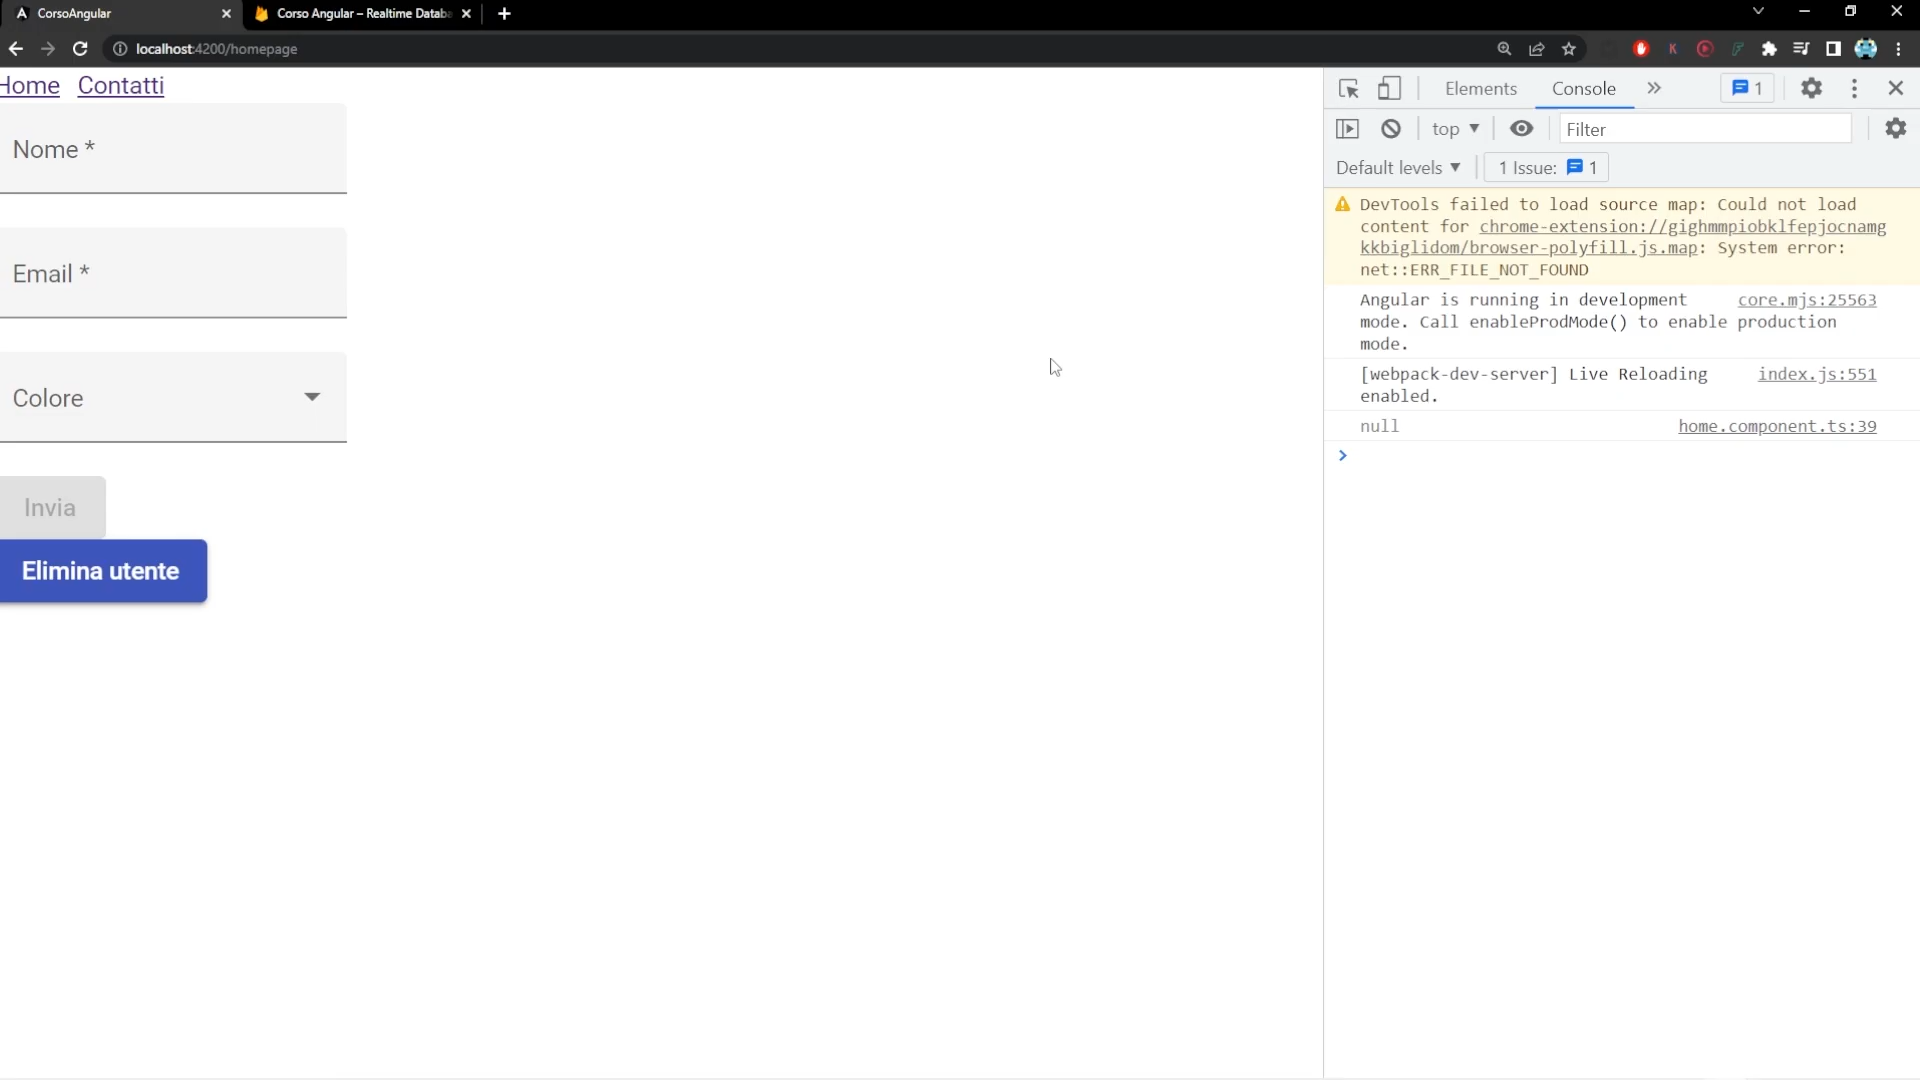 CorsoAngular
Corso Angular – Realtime Datab
localhost:4200/homepage
Home Contatti
Nome *
Email *
Colore
Invia
Elimina utente
Elements Console 1
top Filter
Default levels 1 Issue: 1
DevTools failed to load source map: Could not load
content for chrome-extension://gighmmpiobklfepjocnamg
kkbiglidom/browser-polyfill.js.map: System error:
net::ERR_FILE_NOT_FOUND
Angular is running in development core.mjs:25563
mode. Call enableProdMode() to enable production
mode.
[webpack-dev-server] Live Reloading index.js:551
enabled.
null home.component.ts:39